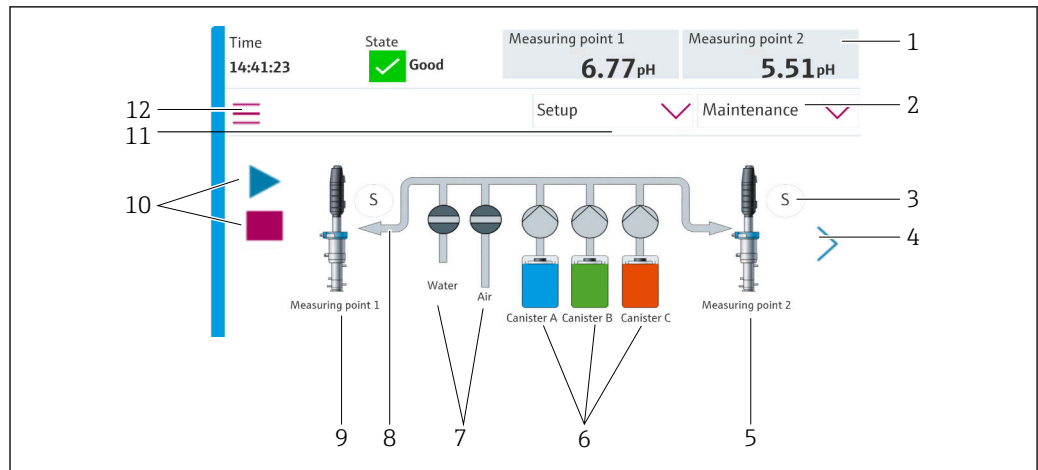 Time
State
Measuring point 1
Measuring point 2
1
14:41:23
Good
6.77pH
5.51pH
12
Setup
Maintenance
2
11
10
S
S
3
4
Water
Air
Measuring point 1
Canister A
Canister B
Canister C
Measuring point 2
9
8
7
6
5